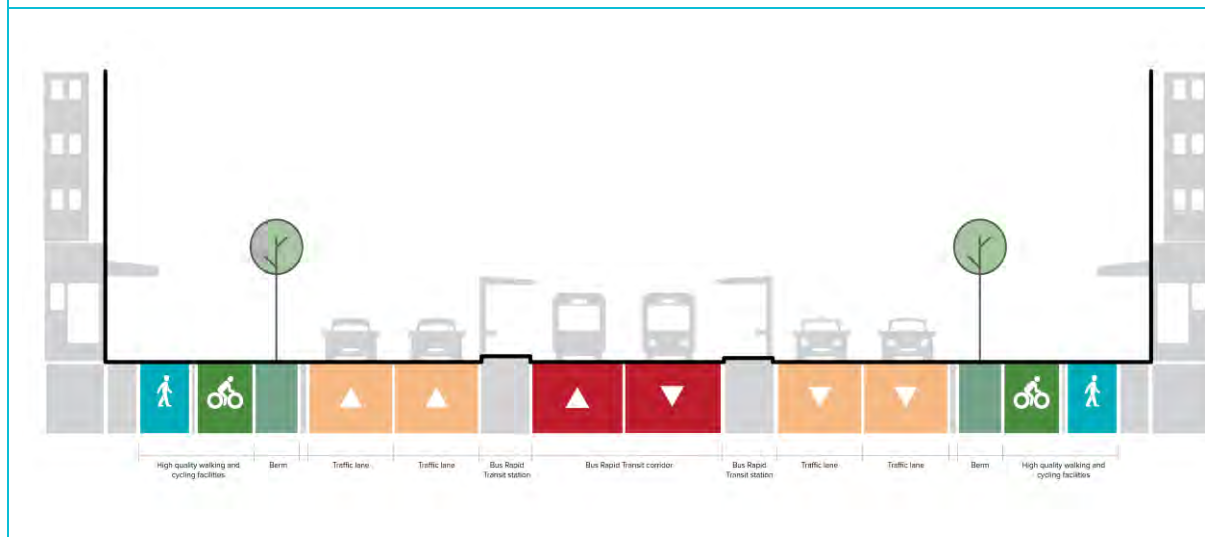 High quality walking and
cycling facilities
Berm
Traffic lane
Traffic lane
Bus Rapid
Transit station
Bus Rapid Transit corridor
Bus Rapid
Transit station
Traffic lane
Traffic lane
Berm
High quality walking and
cycling facilities